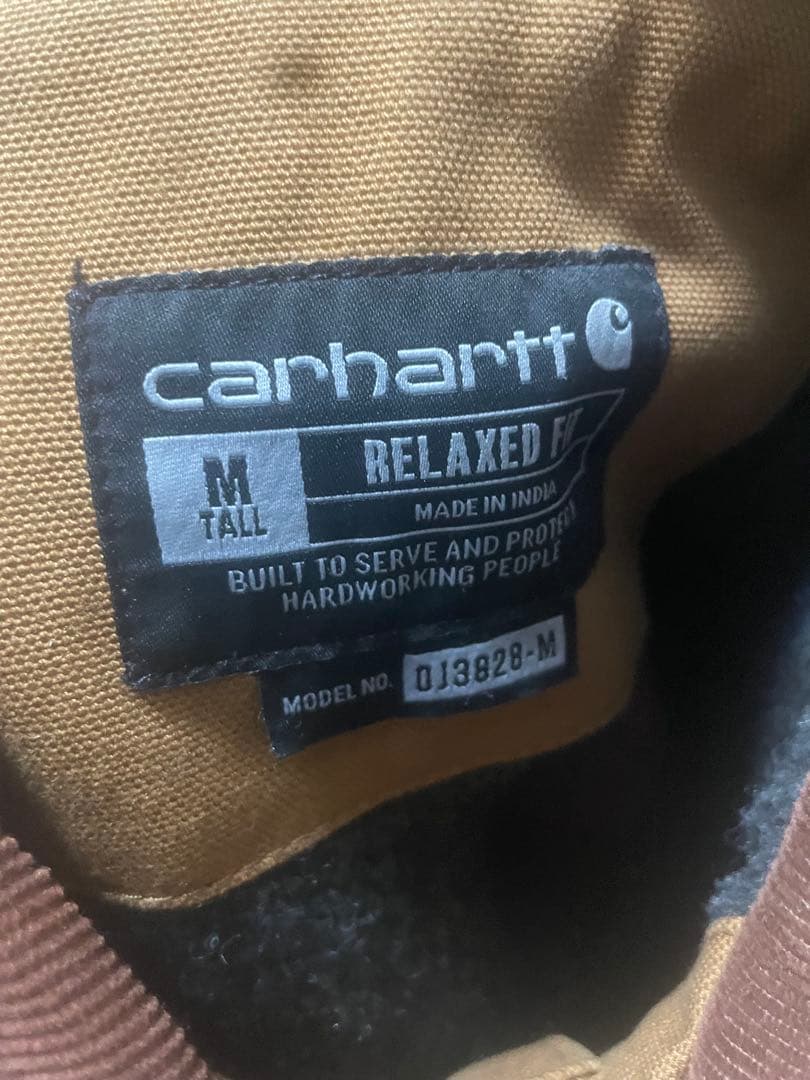 carhartt
M
TALL
RELAXED FIT
MADE IN INDIA
BUILT TO SERVE AND PROTECT
HARDWORKING PEOPLE
MODEL NO. OJ3828-M